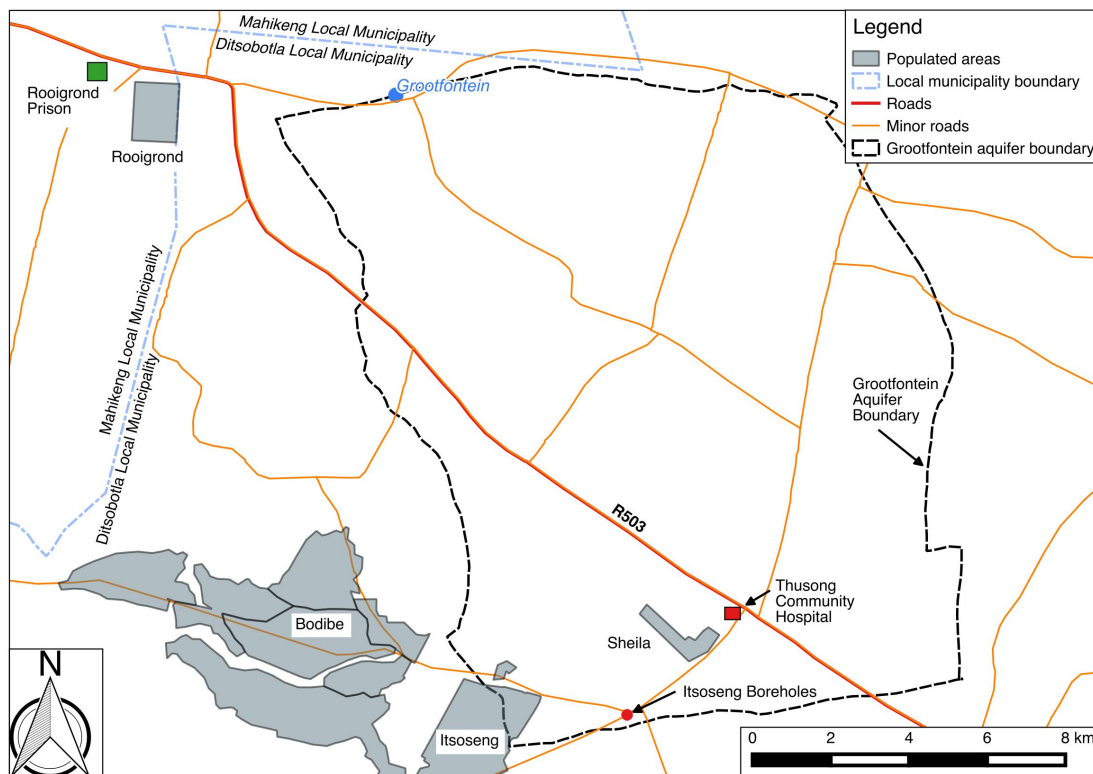 Mahikeng Local Municipality
Ditsobotla Local Municipality
Legend
Populated areas
Local municipality boundary
Roads
Minor roads
Grootfontein aquifer boundary
Grootfontein
Rooigrond
Prison
Rooigrond
Mahikeng Local Municipality
Ditsobotla Local Municipality
Grootfontein
Aquifer
Boundary
R503
Thusong
Community
Hospital
Sheila
Bodibe
Itsoseng Boreholes
Itsoseng
N
0 2 4 6 8 km